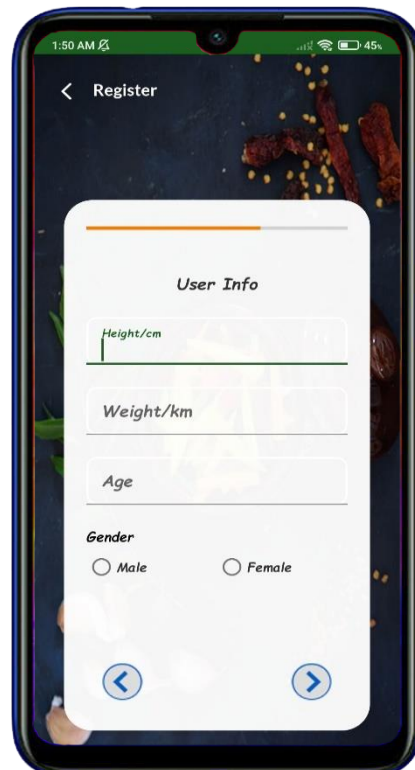 1:50 AM 45%
Register
User Info
Height/cm
Weight/km
Age
Gender
Male Female